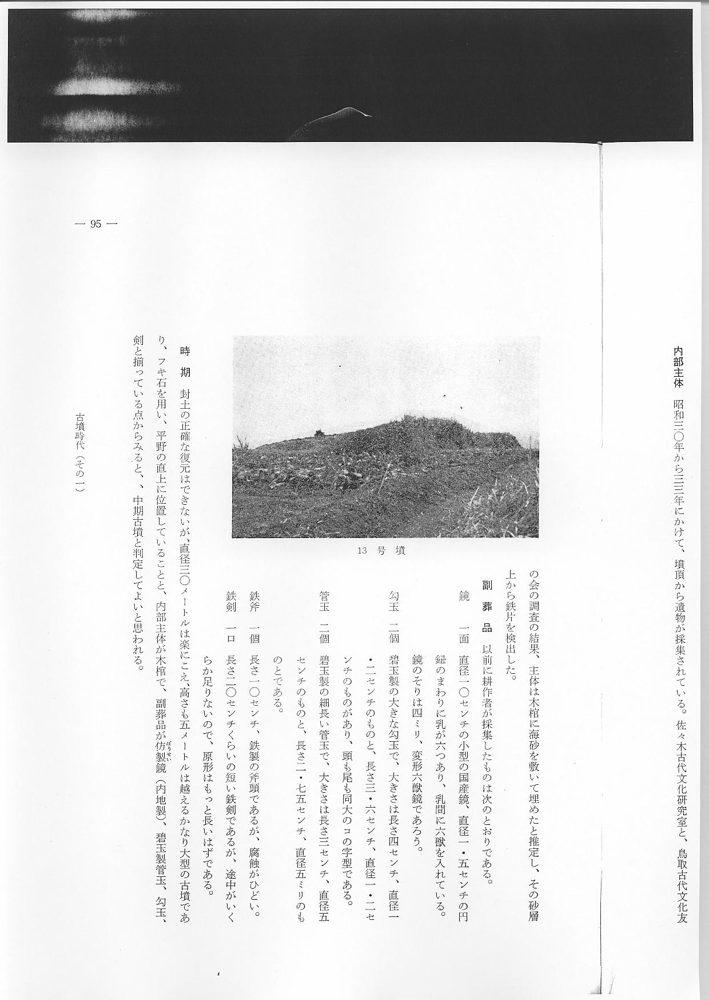 内部主体　昭和三〇年から三三年にかけて、墳頂から遺物が採集されている。佐々木古代文化研究室と、鳥取古代文化友
の会の調査の結果、主体は木棺に海砂を敷いて埋めたと推定し、その砂層
上から鉄片を検出した。
副葬品　以前に耕作者が採集したものは次のとおりである。
鏡　一面　直径一〇センチの小型の国産鏡、直径一・五センチの円
鈕のまわりに乳が六つあり、乳間に六獣を入れている。
鏡のそりは四ミリ、変形六獣鏡であろう。
勾玉　二個　碧玉製の大きな勾玉で、大きさは長さ四センチ、直径一
・二センチのものと、長さ三・六センチ、直径一・二セ
ンチのものがあり、頭も尾も同大のコの字型である。
管玉　二個　碧玉製の細長い管玉で、大きさは長さ三センチ、直径五
センチのものと、長さ二・七五センチ、直径五ミリのも
のとである。
鉄斧　一個　長さ一〇センチ、鉄製の斧頭であるが、腐蝕がひどい。
鉄剣　一口　長さ二〇センチくらいの短い鉄剣であるが、途中がいく
らか足りないので、原形はもっと長いはずである。
13号墳
時期　封土の正確な復元はできないが、直径三〇メートルは楽にこえ、高さも五メートルは越えるかなり大型の古墳であ
り、フキ石を用い、平野の直上に位置していることと、内部主体が木棺で、副葬品が仿製鏡（内地製）、碧玉製管玉、勾玉、
ぼうせい
剣と揃っている点からみると、、中期古墳と判定してよいと思われる。
古墳時代（その一）
— 95 —